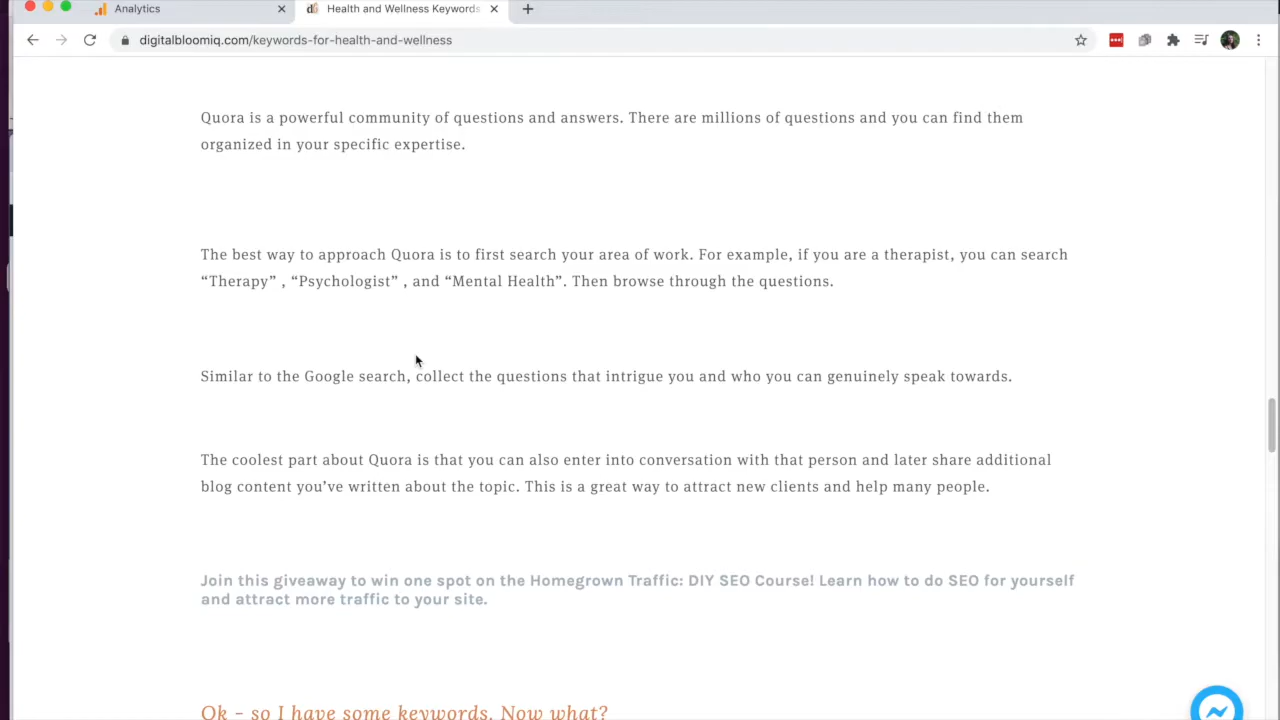 Analytics
Health and Wellness Keywords
digitalbloomiq.com/keywords-for-health-and-wellness
Quora is a powerful community of questions and answers. There are millions of questions and you can find them
organized in your specific expertise.
The best way to approach Quora is to first search your area of work. For example, if you are a therapist, you can search
“Therapy” , “Psychologist” , and “Mental Health”. Then browse through the questions.
Similar to the Google search, collect the questions that intrigue you and who you can genuinely speak towards.
The coolest part about Quora is that you can also enter into conversation with that person and later share additional
blog content you’ve written about the topic. This is a great way to attract new clients and help many people.
Join this giveaway to win one spot on the Homegrown Traffic: DIY SEO Course! Learn how to do SEO for yourself
and attract more traffic to your site.
Ok - so I have some keywords. Now what?